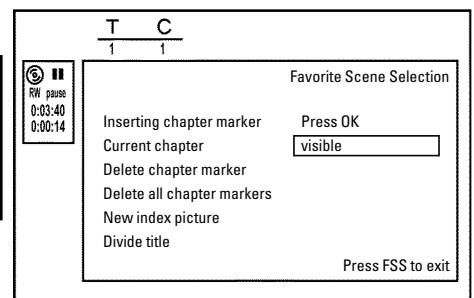 T C
1 1
RW pause
0:03:40
0:00:14
Favorite Scene Selection
Inserting chapter marker Press OK
Current chapter visible
Delete chapter marker
Delete all chapter markers
New index picture
Divide title
Press FSS to exit